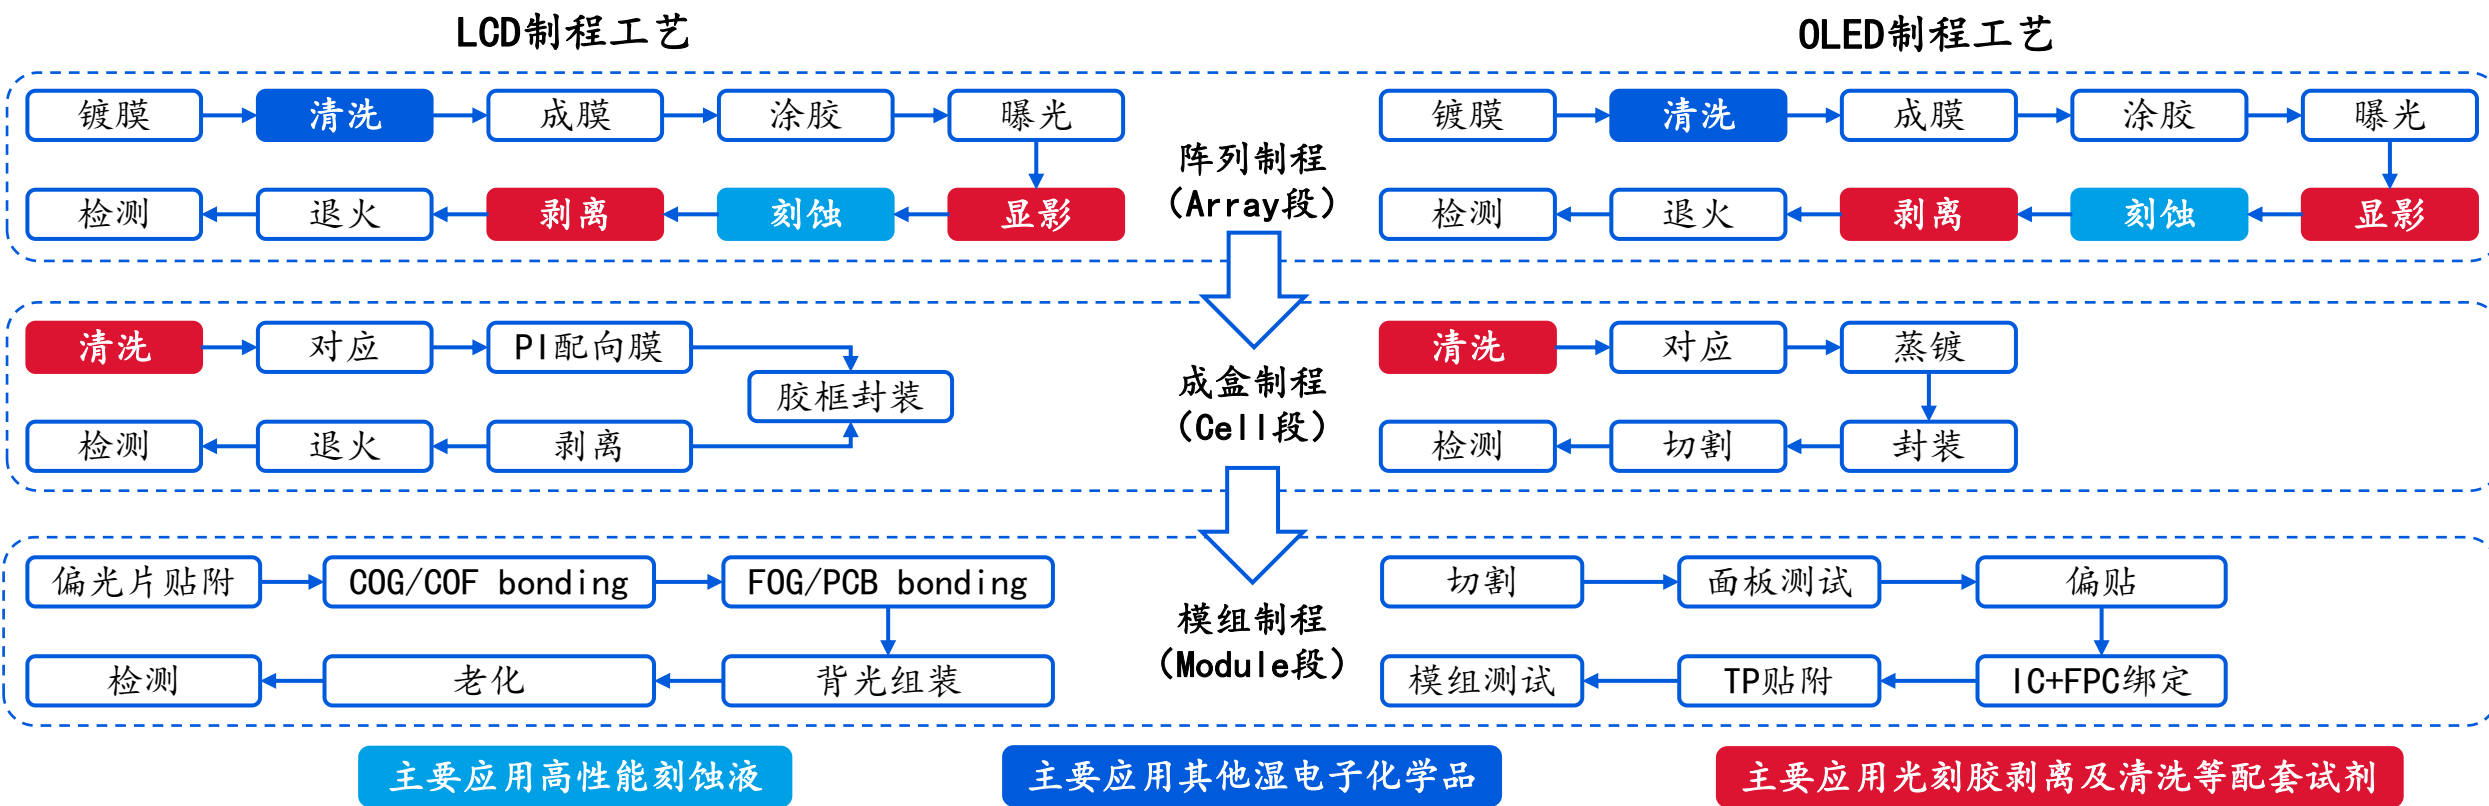 LCD制程工艺
OLED制程工艺
镀膜
清洗
成膜
涂胶
曝光
检测
退火
剥离
刻蚀
显影
阵列制程
(Array段)
镀膜
清洗
成膜
涂胶
曝光
检测
退火
剥离
刻蚀
显影
清洗
对应
PI配向膜
胶框封装
检测
退火
剥离
成盒制程
(Cell段)
清洗
对应
蒸镀
检测
切割
封装
偏光片贴附
COG/COF bonding
FOG/PCB bonding
检测
老化
背光组装
模组制程
(Module段)
切割
面板测试
偏贴
模组测试
TP贴附
IC+FPC绑定
主要应用高性能刻蚀液
主要应用其他湿电子化学品
主要应用光刻胶剥离及清洗等配套试剂